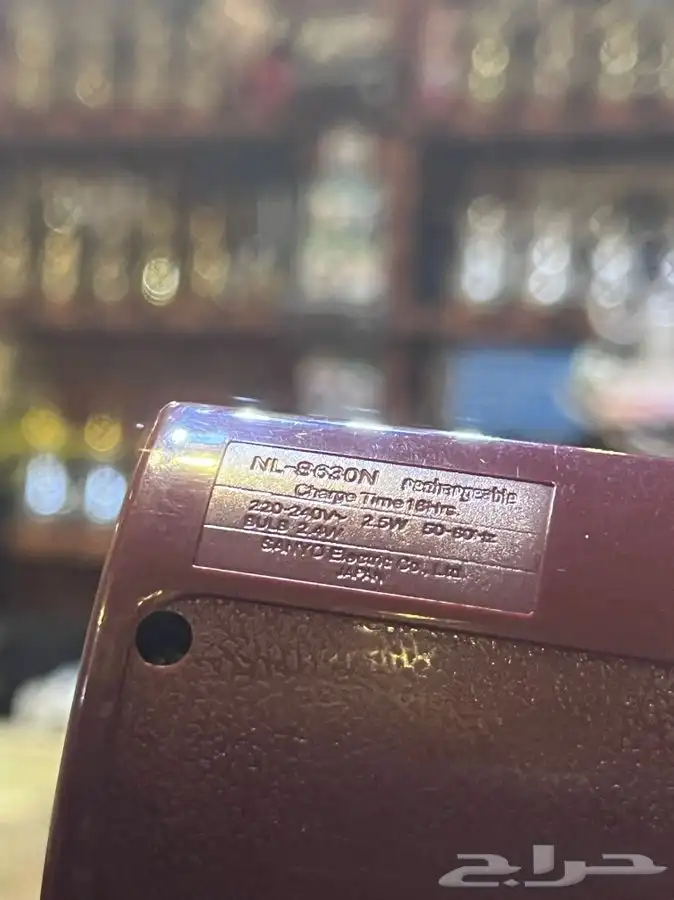 NL-8630N rechargeable
Charge Time 16Hrs.
220-240V~ 2.5W 50-60Hz
BULB 2.4W
SANYO Electric Co., Ltd
JAPAN
حراج